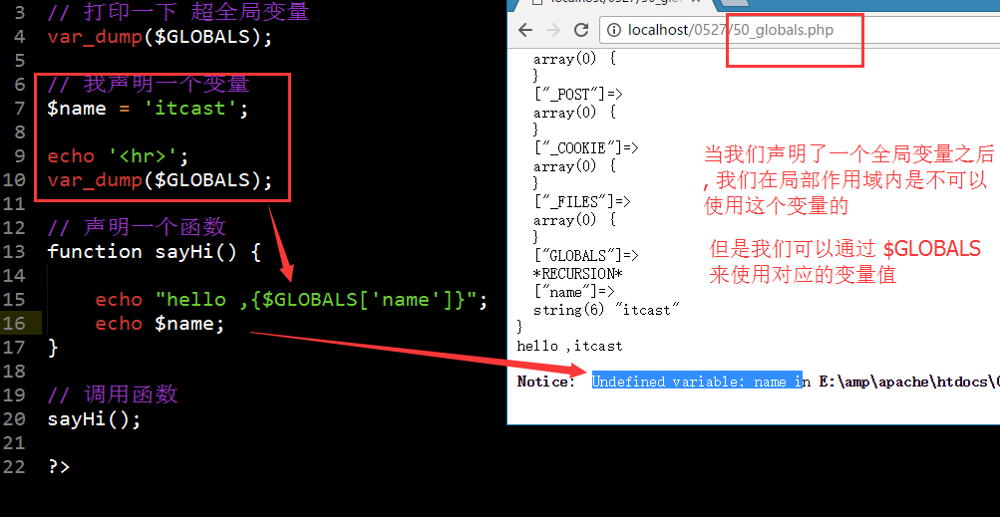 3 // 打印一下 超全局变量
4 var_dump($GLOBALS);
5
6 // 我声明一个变量
7 $name = 'itcast';
8
9 echo '<hr>';
10 var_dump($GLOBALS);
11
12 // 声明一个函数
13 function sayHi() {
14
15 echo "hello ,{$GLOBALS['name']}";
16 echo $name;
17 }
18
19 // 调用函数
20 sayHi();
21
22 ?>
localhost/0527/50_globals.php
array(0) {
}
["_POST"]=>
array(0) {
}
["_COOKIE"]=>
array(0) {
}
["_FILES"]=>
array(0) {
}
["GLOBALS"]=>
*RECURSION*
["name"]=>
string(6) "itcast"
}
hello ,itcast
Notice: Undefined variable: name in E:\amp\apache\htdocs\
当我们声明了一个全局变量之后
, 我们在局部作用域内是不可以
使用这个变量的
但是我们可以通过 $GLOBALS
来使用对应的变量值